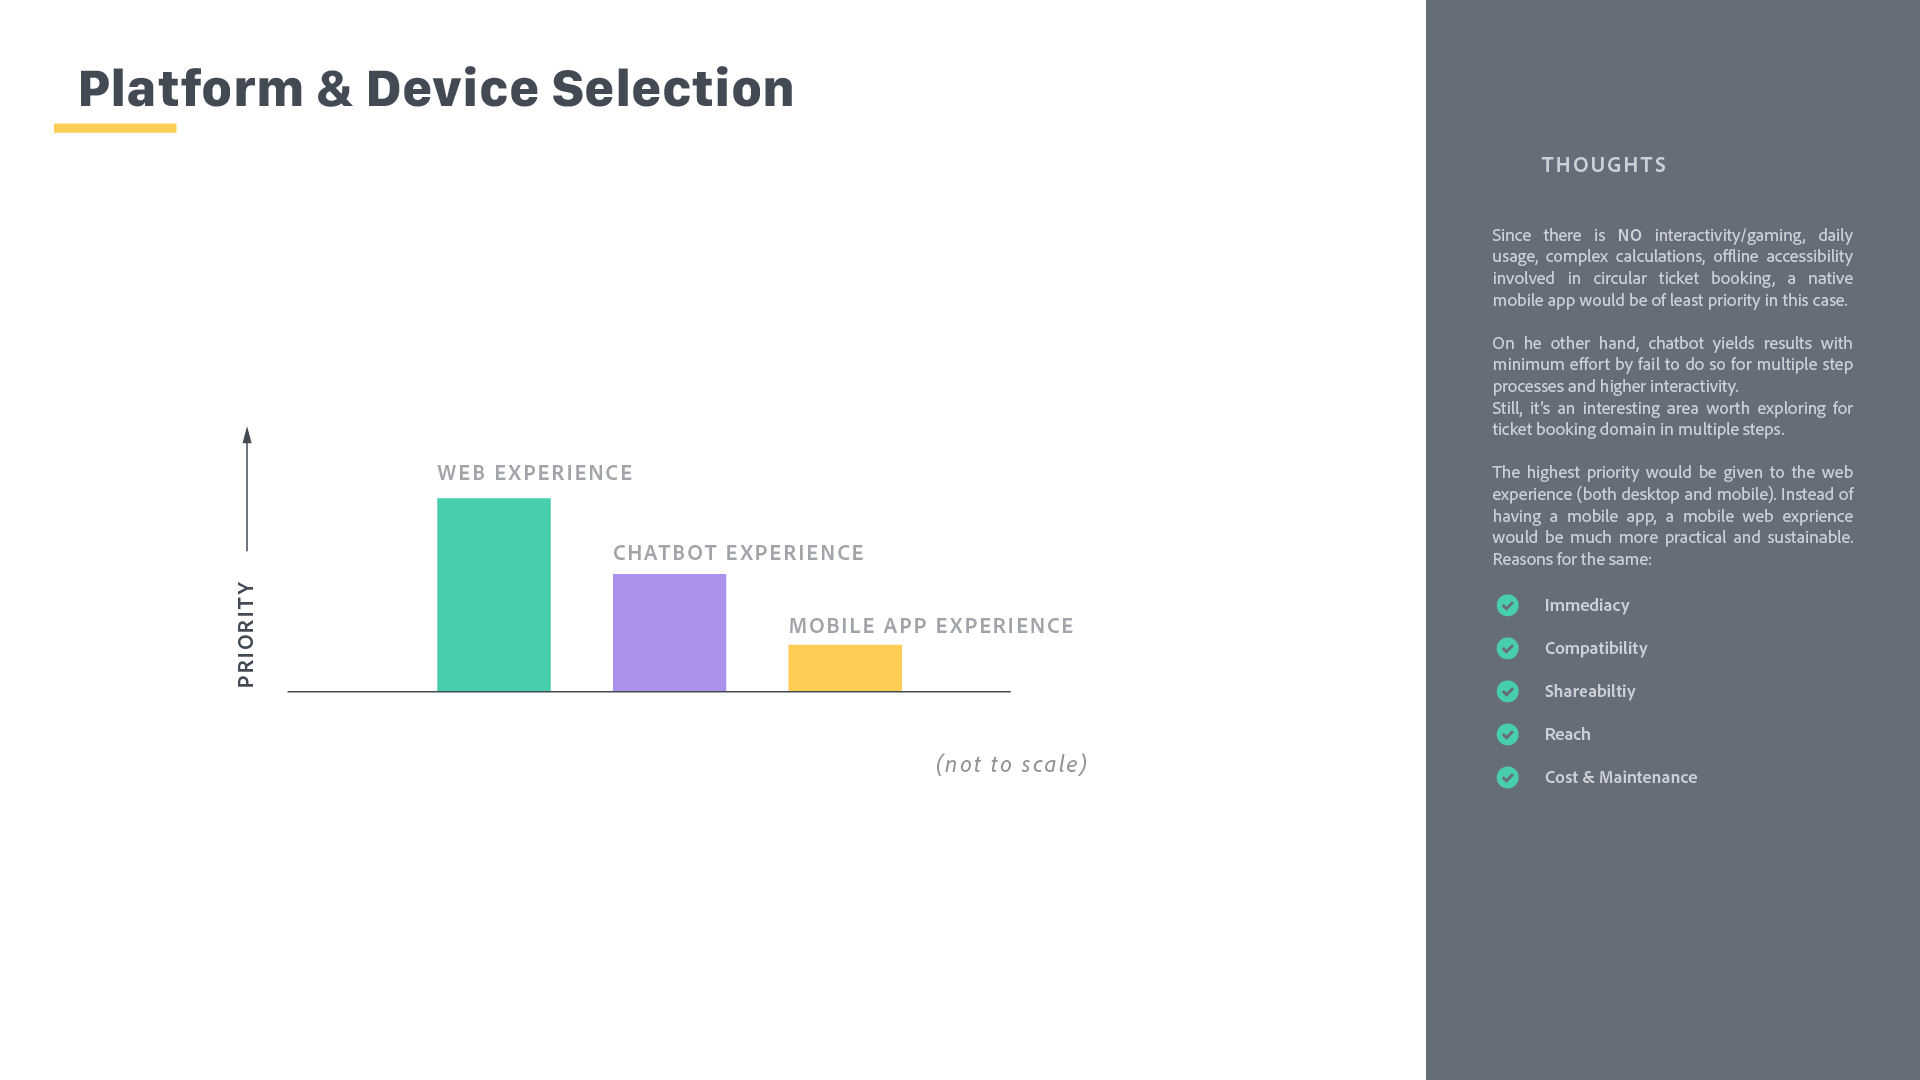 Platform & Device Selection
WEB EXPERIENCE
CHATBOT EXPERIENCE
MOBILE APP EXPERIENCE
PRIORITY
(not to scale)
THOUGHTS
Since there is NO interactivity/gaming, daily
usage, complex calculations, offline accessibility
involved in circular ticket booking, a native
mobile app would be of least priority in this case.
On he other hand, chatbot yields results with
minimum effort by fail to do so for multiple step
processes and higher interactivity.
Still, it's an interesting area worth exploring for
ticket booking domain in multiple steps.
The highest priority would be given to the web
experience (both desktop and mobile). Instead of
having a mobile app, a mobile web exprience
would be much more practical and sustainable.
Reasons for the same:
Immediacy
Compatibility
Shareabiltiy
Reach
Cost & Maintenance